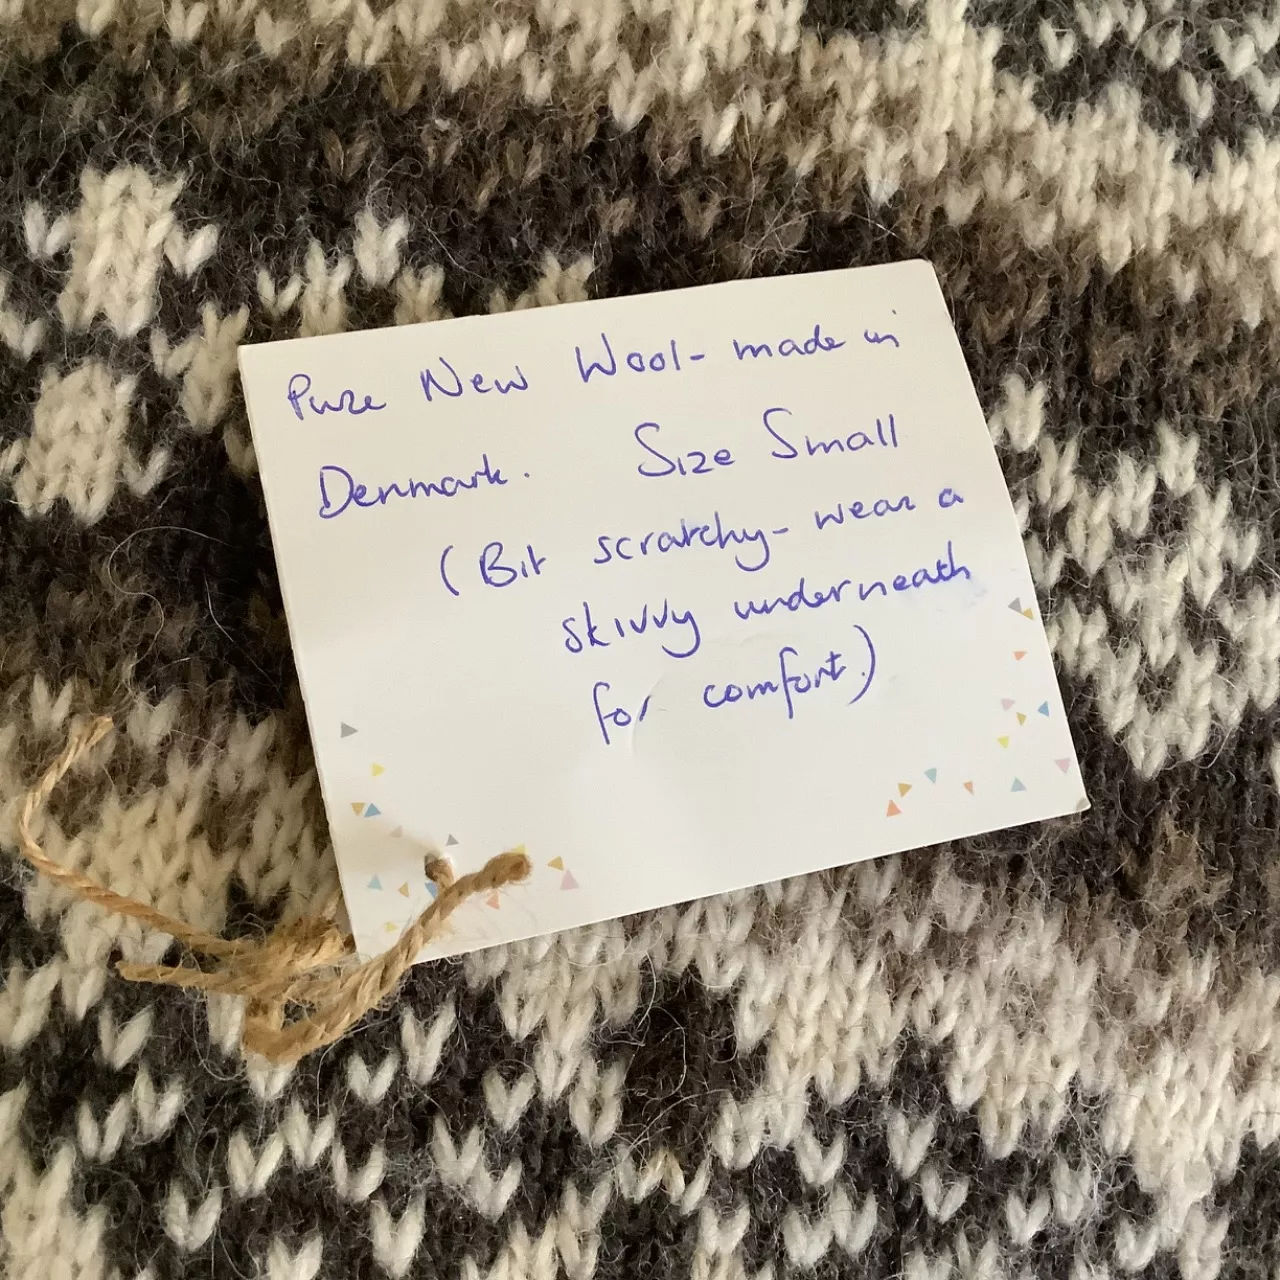 Pure New Wool- made in
Denmark. Size Small
(Bit scratchy- wear a
skivvy underneath
for comfort.)